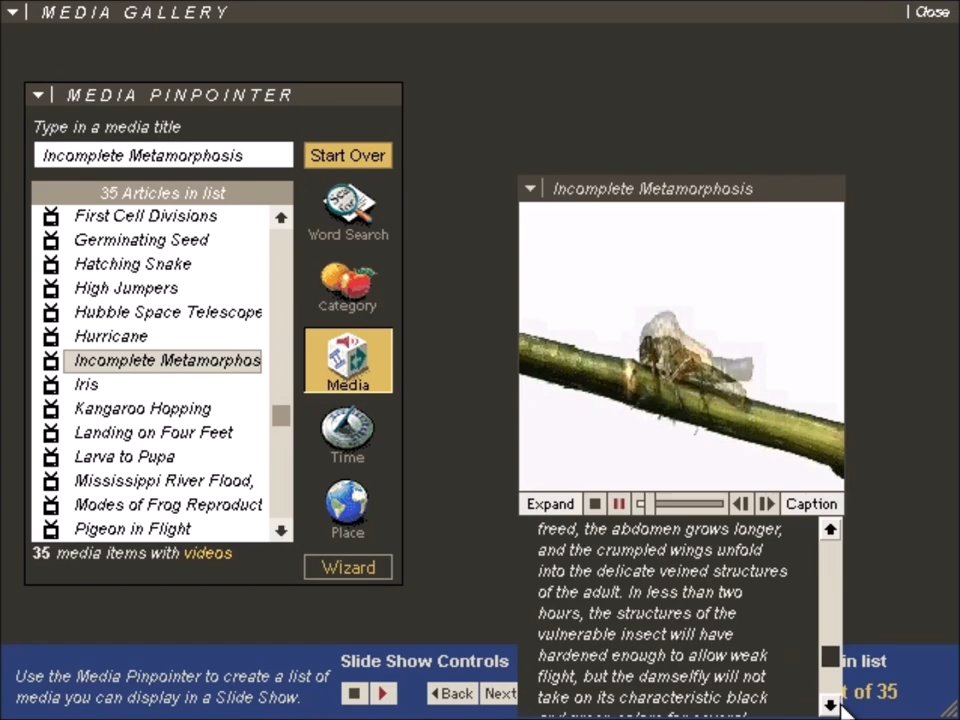 MEDIA GALLERY
Close
MEDIA PINPOINTER
Type in a media title
Incomplete Metamorphosis
Start Over
35 Articles in list
First Cell Divisions
Germinating Seed
Hatching Snake
High Jumpers
Hubble Space Telescope
Hurricane
Incomplete Metamorphos
Iris
Kangaroo Hopping
Landing on Four Feet
Larva to Pupa
Mississippi River Flood,
Modes of Frog Reproduct
Pigeon in Flight
35 media items with videos
Word Search
Category
Media
Time
Place
Wizard
Incomplete Metamorphosis
Expand
Caption
freed, the abdomen grows longer,
and the crumpled wings unfold
into the delicate veined structures
of the adult. In less than two
hours, the structures of the
vulnerable insect will have
hardened enough to allow weak
flight, but the damselfly will not
take on its characteristic black
Use the Media Pinpointer to create a list of
media you can display in a Slide Show.
Slide Show Controls
Back
Next
in list
of 35